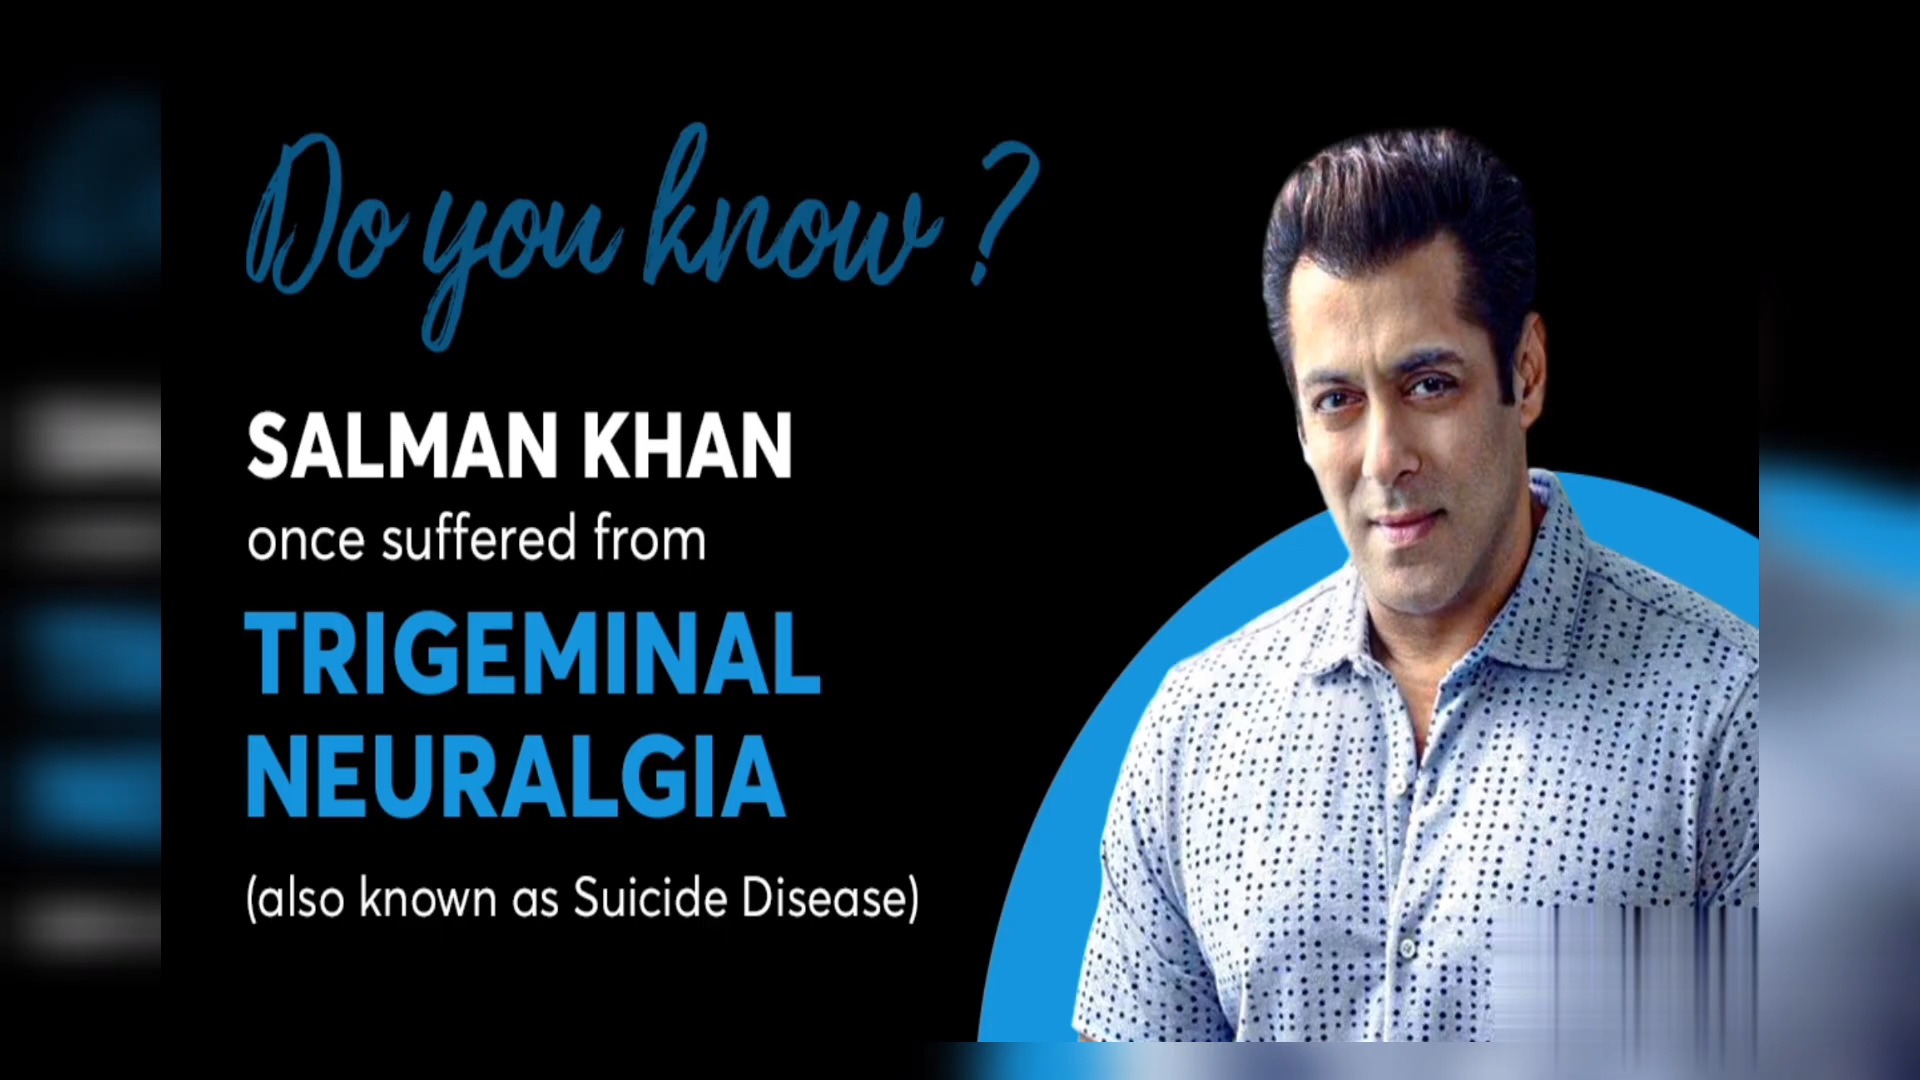 Do you know ?
SALMAN KHAN
once suffered from
TRIGEMINAL
NEURALGIA
(also known as Suicide Disease)